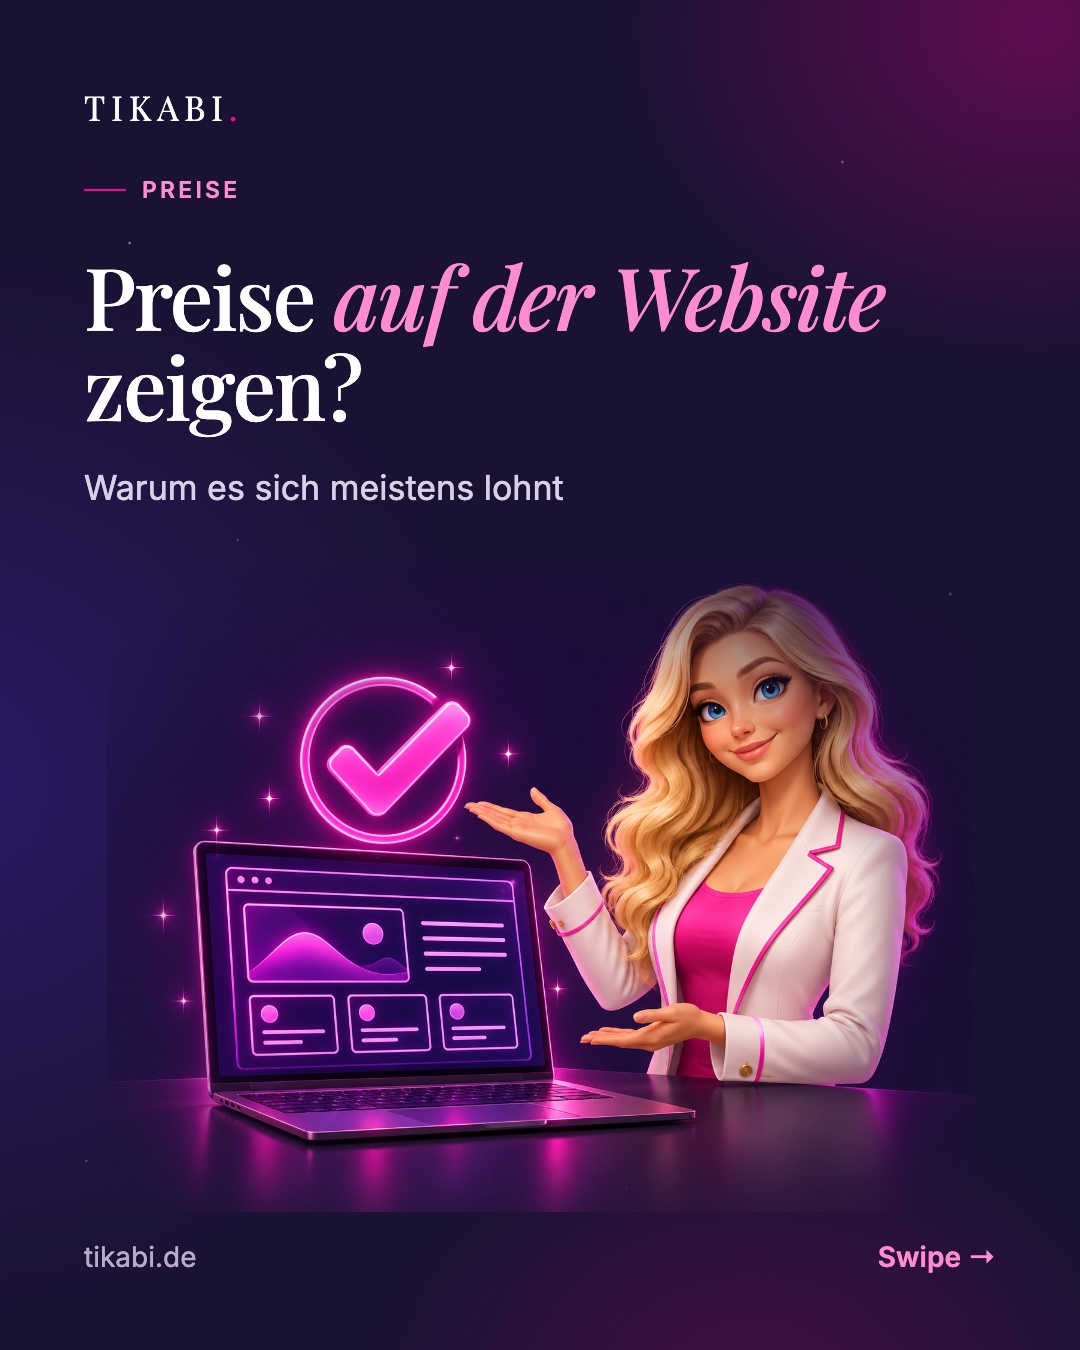 TIKABI.
PREISE
Preise auf der Website
zeigen?
Warum es sich meistens lohnt
tikabi.de
Swipe →